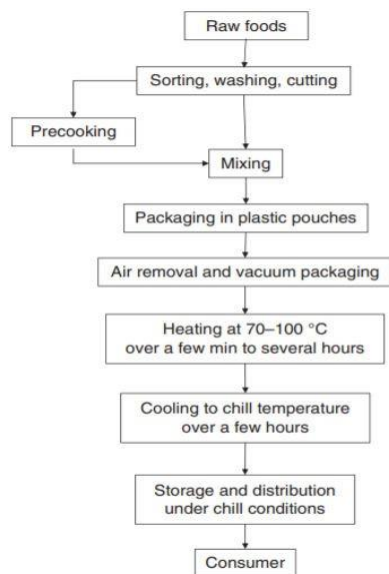 Raw foods
Sorting, washing, cutting
Precooking
Mixing
Packaging in plastic pouches
Air removal and vacuum packaging
Heating at 70–100 °C
over a few min to several hours
Cooling to chill temperature
over a few hours
Storage and distribution
under chill conditions
Consumer